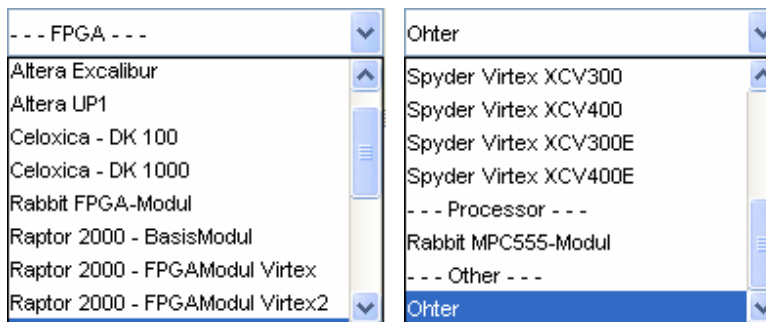 - - - FPGA - - -
Altera Excalibur
Altera UP1
Celoxica - DK 100
Celoxica - DK 1000
Rabbit FPGA-Modul
Raptor 2000 - BasisModul
Raptor 2000 - FPGAModul Virtex
Raptor 2000 - FPGAModul Virtex2
Ohter
Spyder Virtex XCV300
Spyder Virtex XCV400
Spyder Virtex XCV300E
Spyder Virtex XCV400E
- - - Processor - - -
Rabbit MPC555-Modul
- - - Other - - -
Ohter